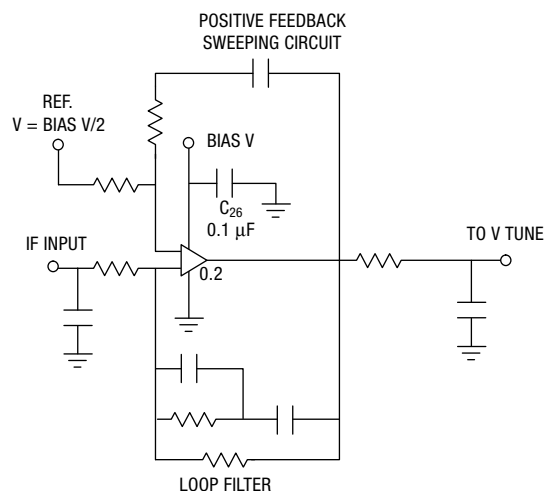 POSITIVE FEEDBACK
SWEEPING CIRCUIT
REF.
V = BIAS V/2
BIAS V
C26
0.1 µF
IF INPUT
0.2
TO V TUNE
LOOP FILTER